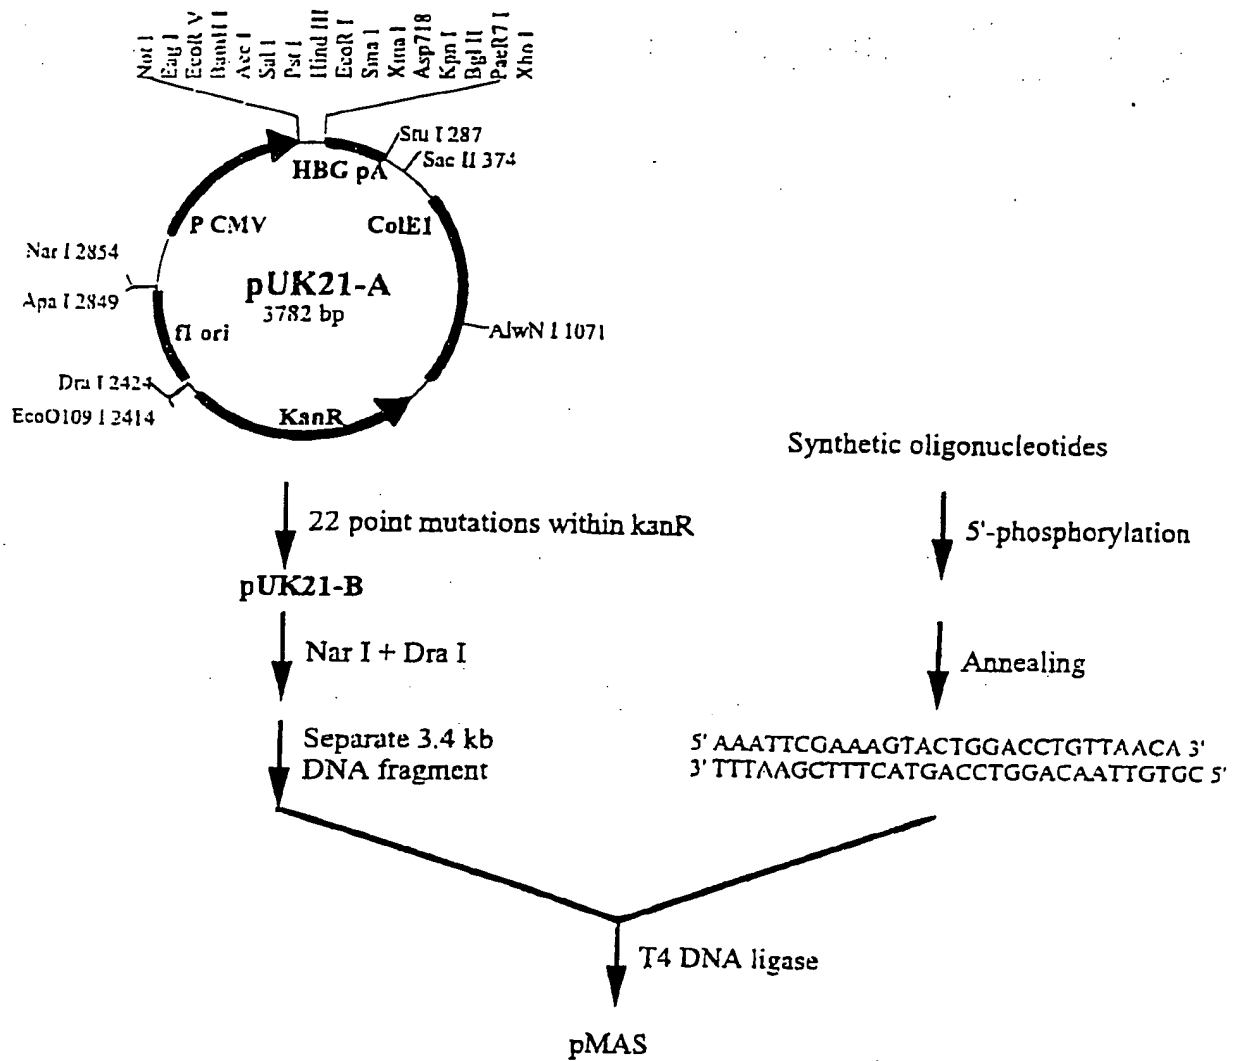 Not I
Eag I
EcoR V
BamH I
Acc I
Sal I
Pst I
Hind III
EcoR I
Sma I
Xma I
Asp718
Kpn I
Bgl II
PaeR7 I
Xho I
Stu I 287
Sac II 374
HBG pA
P CMV
ColE1
Nar I 2854
pUK21-A
Apa I 2849
3782 bp
f1 ori
AlwN I 1071
Dra I 2424
EcoO109 I 2414
KanR
Synthetic oligonucleotides
22 point mutations within kanR
5'-phosphorylation
pUK21-B
Nar I + Dra I
Annealing
Separate 3.4 kb
DNA fragment
5' AAATTCGAAAGTACTGGACCTGTTAACA 3'
3' TTTAAGCTTTCATGACCTGGACAATTGTGC 5'
T4 DNA ligase
pMAS